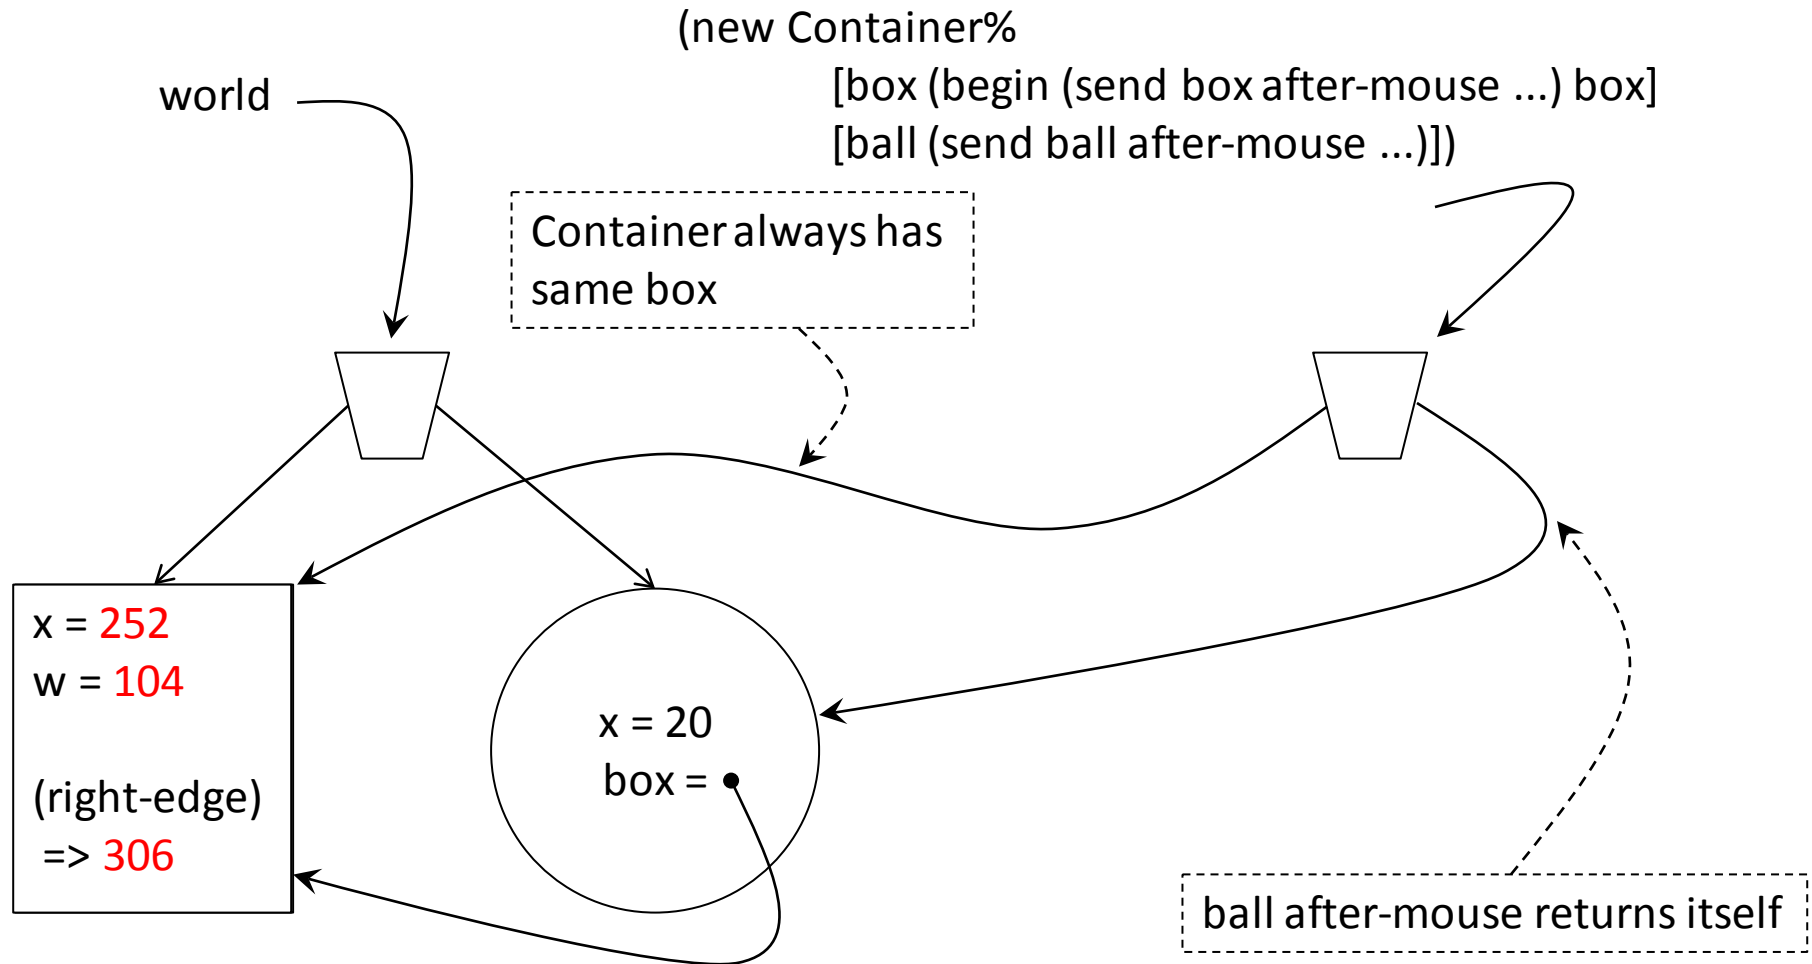 (new Container%
[box (begin (send box after-mouse ...) box]
[ball (send ball after-mouse ...)])
world
Container always has
same box
x = 252
w = 104
(right-edge)
=> 306
x = 20
box =
ball after-mouse returns itself